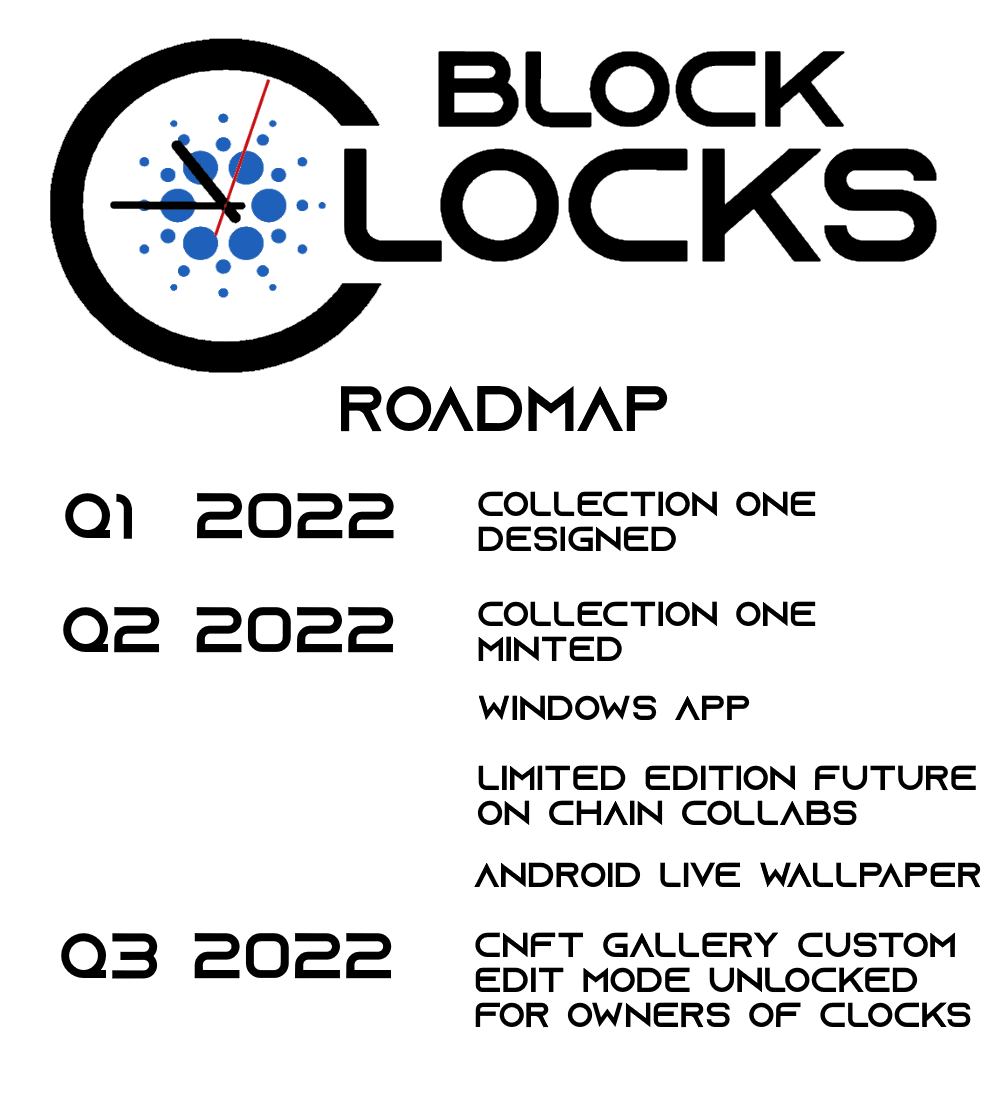 BLOCK
CLOCKS
ROADMAP
Q1 2022
COLLECTION ONE
DESIGNED
Q2 2022
COLLECTION ONE
MINTED
WINDOWS APP
LIMITED EDITION FUTURE
ON CHAIN COLLABS
ANDROID LIVE WALLPAPER
Q3 2022
CNFT GALLERY CUSTOM
EDIT MODE UNLOCKED
FOR OWNERS OF CLOCKS